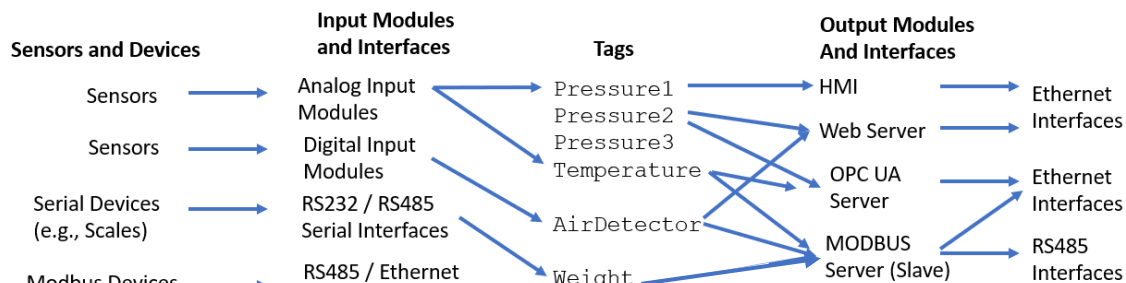 Sensors and Devices
Input Modules
and Interfaces
Tags
Output Modules
And Interfaces
Sensors
Analog Input
Modules
Pressure1
HMI
Ethernet
Interfaces
Pressure2
Web Server
Sensors
Digital Input
Modules
Pressure3
Temperature
OPC UA
Server
Ethernet
Interfaces
Serial Devices
(e.g., Scales)
RS232 / RS485
Serial Interfaces
AirDetector
MODBUS
Server (Slave)
RS485
Interfaces
Modbus Devices
RS485 / Ethernet
Weight